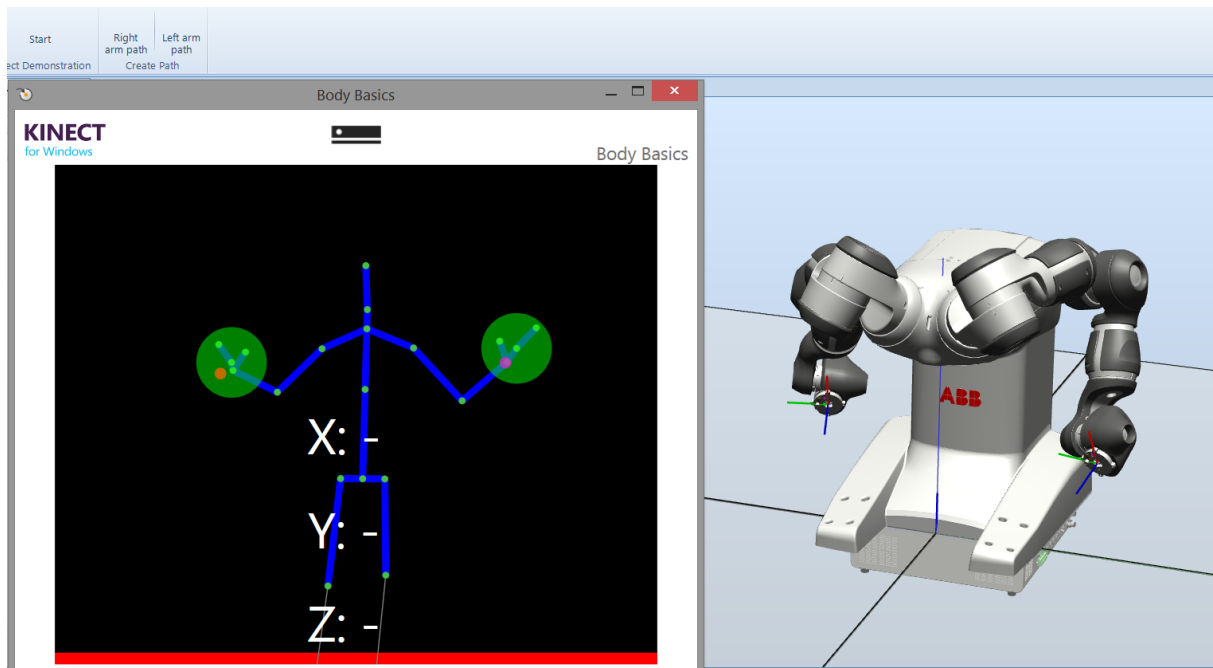 Start
Right
arm path
Left arm
path
ect Demonstration
Create Path
Body Basics
KINECT
for Windows
Body Basics
X: -
Y: -
Z: -
ABB